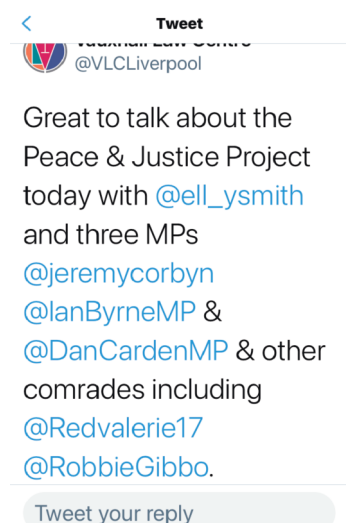 Tweet
@VLCLiverpool
Great to talk about the
Peace & Justice Project
today with @ell_ysmith
and three MPs
@jeremycorbyn
@IanByrneMP &
@DanCardenMP & other
comrades including
@Redvalerie17
@RobbieGibbo.
Tweet your reply